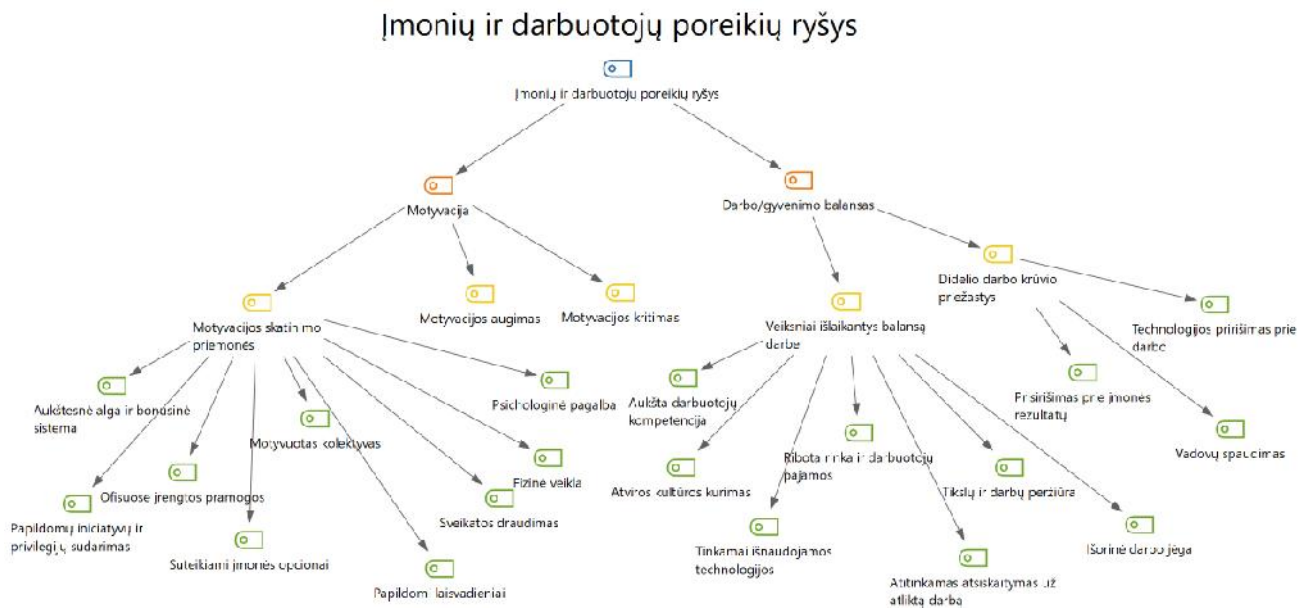 Įmonių ir darbuotojų poreikių ryšys
Įmonių ir darbuotojų poreikių ryšys
Motyvacija
Darbo/gyvenimo balansas
Didelio darbo krūvio
priežastys
Motyvacijos skatinimo
priemonės
Motyvacijos augimas
Motyvacijos kritimas
Veiksniai išlaikantys balansą
darbe
Technologijos pririšimas prie
darbo
Aukštesnė alga ir bonusinė
sistema
Motyvuotas kolektyvas
Psichologinė pagalba
Aukšta darbuotojų
kompetencija
Prisirišimas prie įmonės
rezultatų
Ribota rinka ir darbuotojų
pajamos
Vadovų spaudimas
Ofisuose įrengtos pramogos
Fizinė veikla
Atviros kultūros kūrimas
Tikslų ir darbų peržiūra
Papildomų iniciatyvų ir
privilegijų sudarimas
Sveikatos draudimas
Suteikiami įmonės opcionai
Tinkamai išnaudojamos
technologijos
Išorinė darbo jėga
Papildomi laisvadieniai
Atitinkamas atsiskaitymas už
atliktą darbą